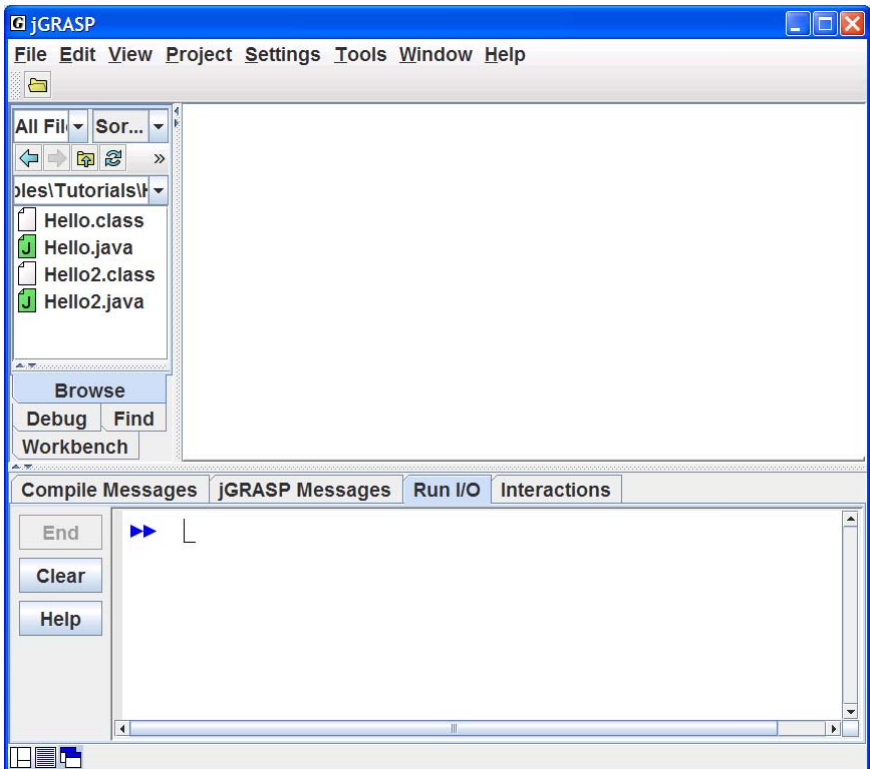 G jGRASP
File Edit View Project Settings Tools Window Help
All Fil Sor...
»
ples\Tutorials\H
Hello.class
J Hello.java
Hello2.class
J Hello2.java
Browse
Debug Find
Workbench
Compile Messages jGRASP Messages Run I/O Interactions
End
Clear
Help